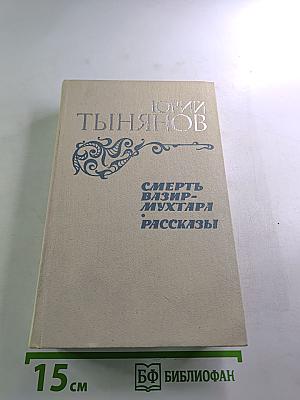 ЮРИЙ
ТЫНЯНОВ
СМЕРТЬ
ВАЗИР-
МУХТАРА
•
РАССКАЗЫ
15 см
БФ БИБЛИОФАН